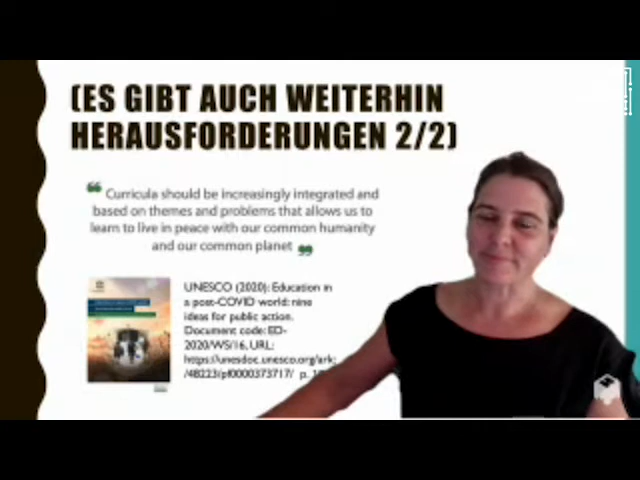 (ES GIBT AUCH WEITERHIN
HERAUSFORDERUNGEN 2/2)
“ Curricula should be increasingly integrated and
based on themes and problems that allows us to
learn to live in peace with our common humanity
and our common planet ”
UNESCO (2020): Education in
a post-COVID world: nine
ideas for public action.
Document code: ED-
2020/WS/16, URL:
https://unesdoc.unesco.org/ark:
/48223/pf0000373717/ p.